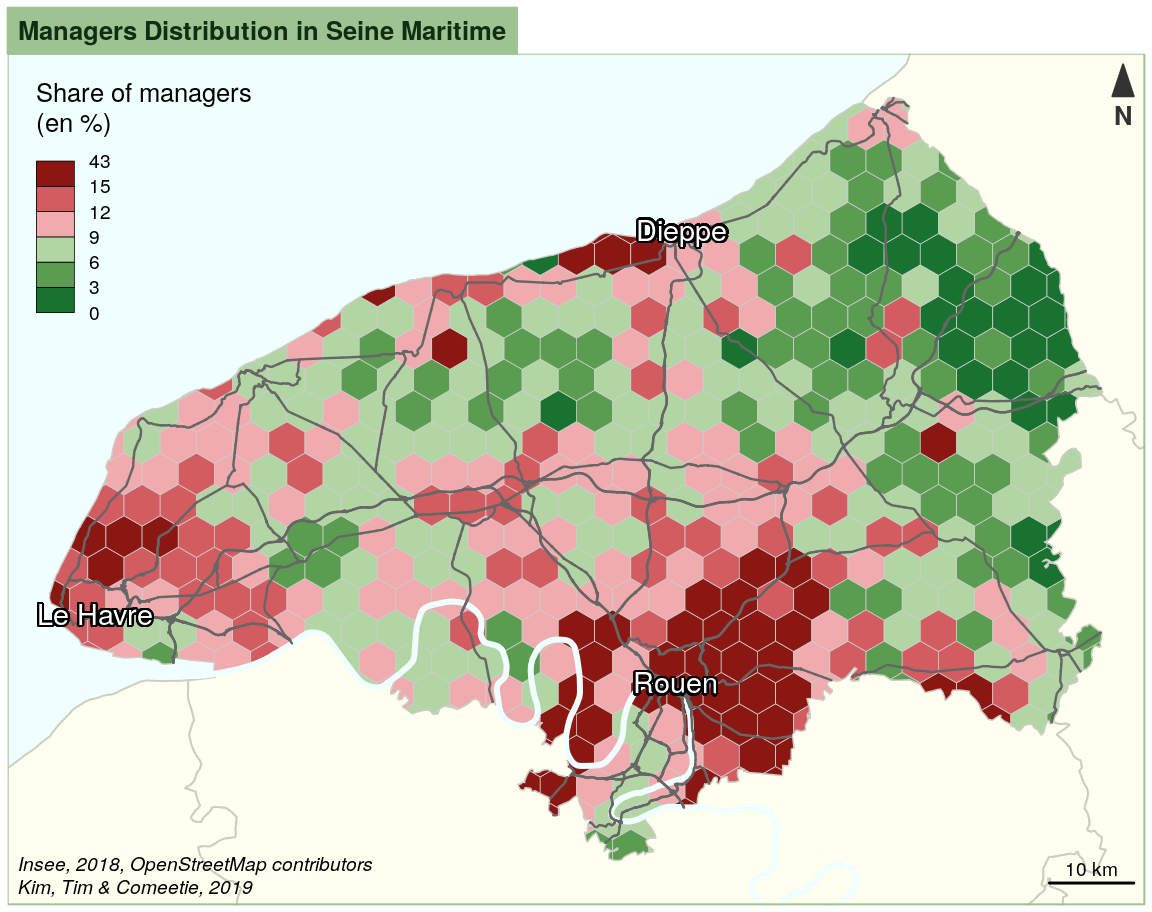 Managers Distribution in Seine Maritime
Share of managers
(en %)
43
15
12
9
6
3
0
N
Dieppe
Le Havre
Rouen
Insee, 2018, OpenStreetMap contributors
Kim, Tim & Comeetie, 2019
10 km